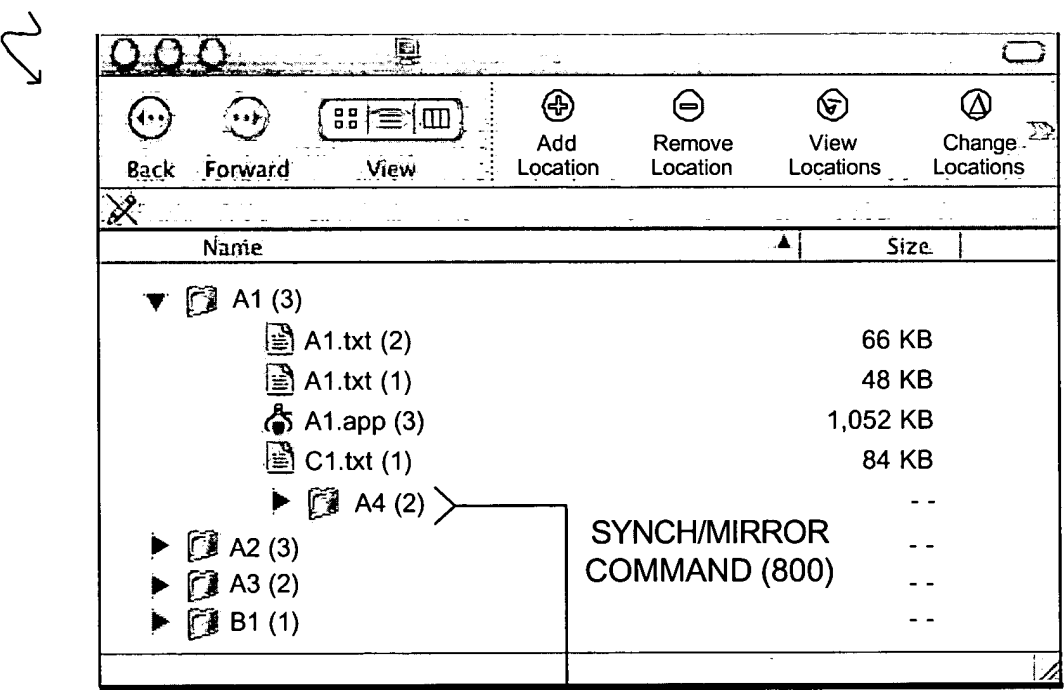 Add Remove View Change
Back Forward View Location Location Locations Locations
Name Size
A1 (3)
A1.txt (2) 66 KB
A1.txt (1) 48 KB
A1.app (3) 1,052 KB
C1.txt (1) 84 KB
A4 (2) - -
SYNCH/MIRROR
A2 (3) - -
COMMAND (800)
A3 (2) - -
B1 (1) - -